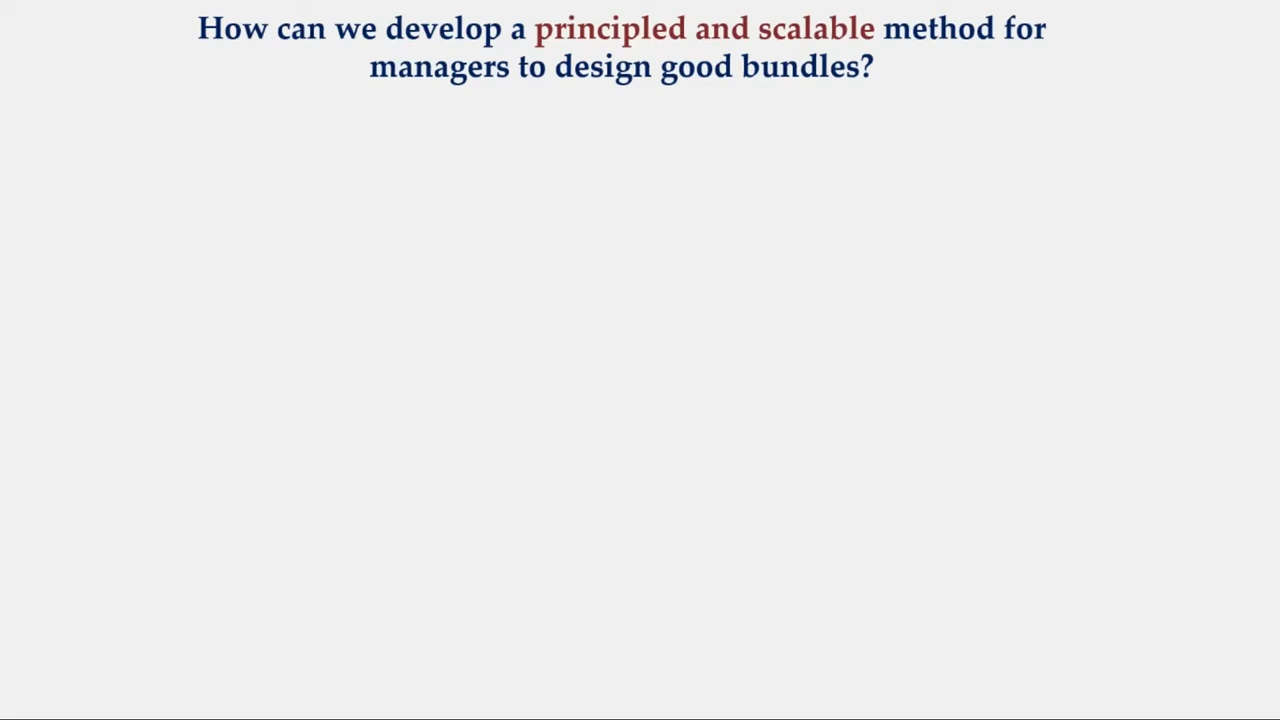 How can we develop a principled and scalable method for
managers to design good bundles?